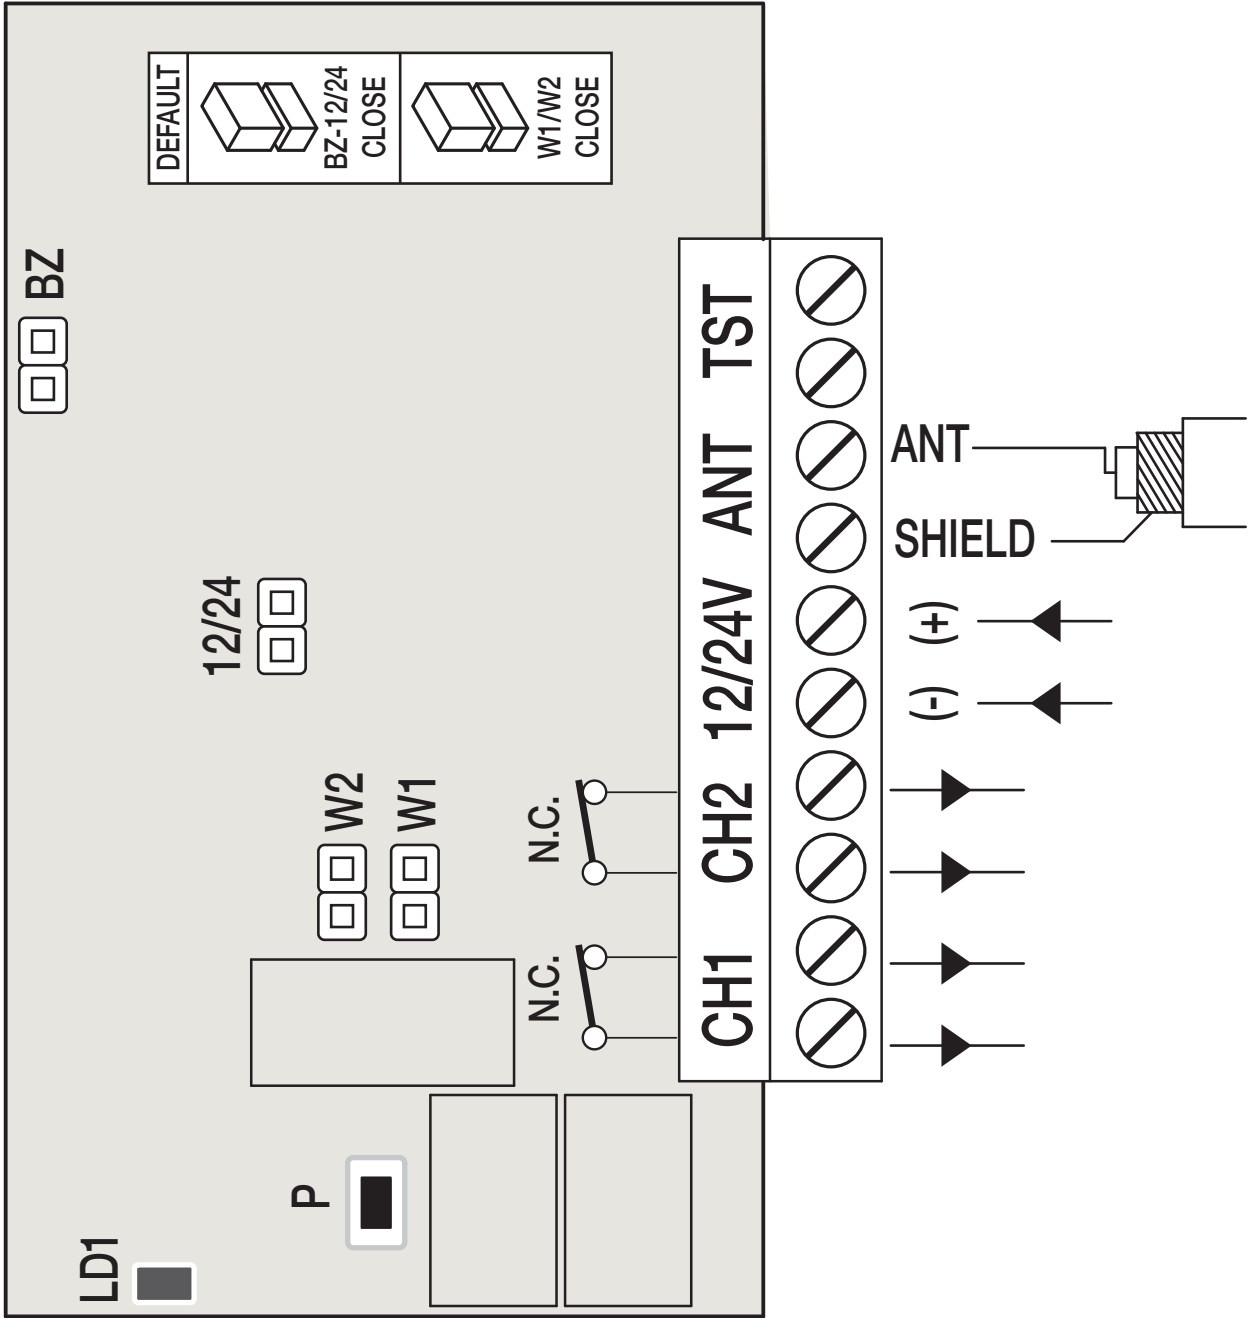 DEFAULT
BZ-12/24
CLOSE
W1/W2
CLOSE
BZ
12/24
W2
W1
N.C.
N.C.
P
LD1
TST
ANT
12/24V
CH2
CH1
ANT
SHIELD
(+)
(-)